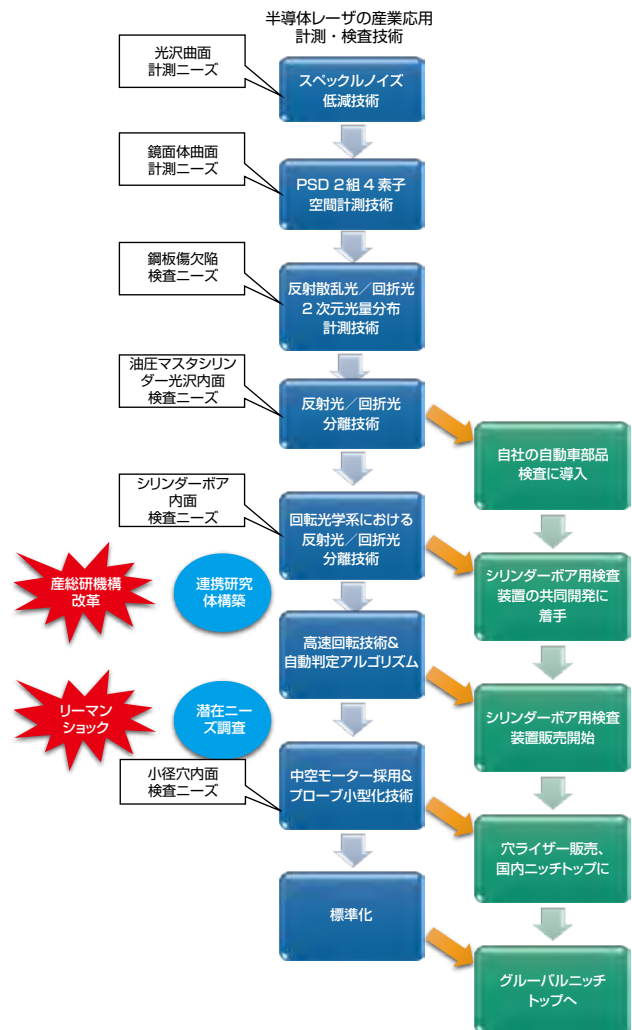 半導体レーザの産業応用
計測・検査技術
光沢曲面
計測ニーズ
スペックルノイズ
低減技術
鏡面体曲面
計測ニーズ
PSD 2組4素子
空間計測技術
鋼板傷欠陥
検査ニーズ
反射散乱光／回折光
2次元光量分布
計測技術
油圧マスタシリン
ダー光沢内面
検査ニーズ
反射光／回折光
分離技術
自社の自動車部品
検査に導入
シリンダーボア
内面
検査ニーズ
回転光学系における
反射光／回折光
分離技術
シリンダーボア用検査
装置の共同開発に
着手
産総研機構
改革
連携研究
体構築
高速回転技術&
自動判定アルゴリズム
シリンダーボア用検査
装置販売開始
リーマン
ショック
潜在ニー
ズ調査
小径穴内面
検査ニーズ
中空モーター採用&
プローブ小型化技術
穴ライザー販売、
国内ニッチトップに
標準化
グルーバルニッチ
トップへ